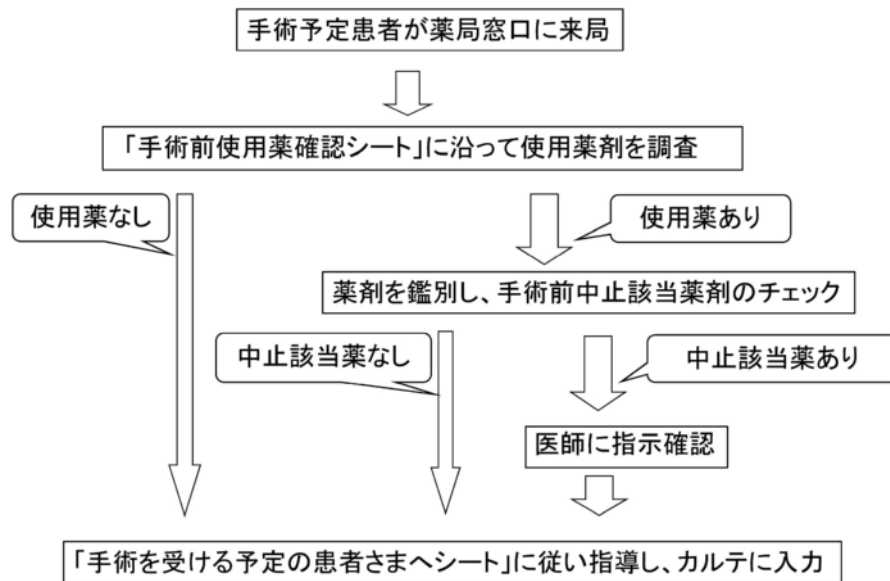 手術予定患者が薬局窓口に来局
「手術前使用薬確認シート」に沿って使用薬剤を調査
使用薬なし
使用薬あり
薬剤を鑑別し、手術前中止該当薬剤のチェック
中止該当薬なし
中止該当薬あり
医師に指示確認
「手術を受ける予定の患者さまへシート」に従い指導し、カルテに入力